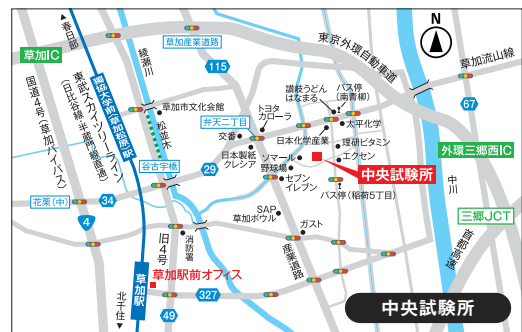 ▲春日部
草加IC
国道4号(草加バイパス)
東武スカイツリーライン
(日比谷線・半蔵門線直通)
獨協大学前〈草加松原〉駅
綾瀬川
草加産業道路
115
東京外環自動車道
N
草加流山線
67
草加市文化会館
松並木
谷古宇橋
弁天二丁目
トヨタ
カローラ
交番
日本製紙
クレシア
讃岐うどん
はなまる
バス停
(南青柳)
太平化学
日本化学産業
理研ビタミン
エクセン
ソマール
野球場
セブン
イレブン
中央試験所
バス停(稲荷5丁目)
外環三郷西IC
中川
三郷JCT
首都高速
29
34
花栗(中)
4
SAP
草加ボウル
ガスト
産業道路
旧4号
消防署
草加駅前オフィス
草加駅
北千住▼
49
327
中央試験所